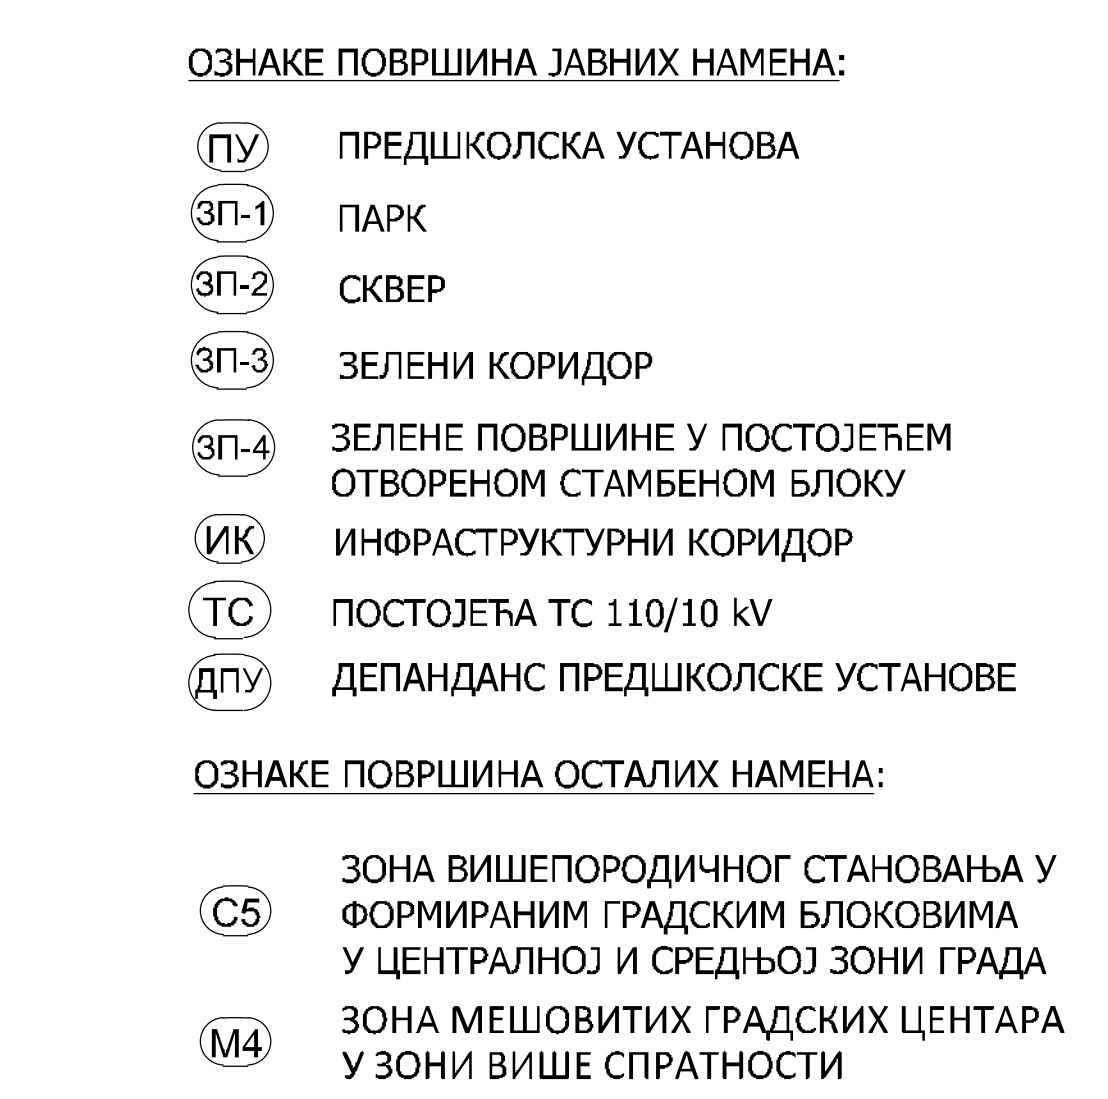 ОЗНАКЕ ПОВРШИНА ЈАВНИХ НАМЕНА:
ПУ ПРЕДШКОЛСКА УСТАНОВА
ЗП-1 ПАРК
ЗП-2 СКВЕР
ЗП-3 ЗЕЛЕНИ КОРИДОР
ЗП-4 ЗЕЛЕНЕ ПОВРШИНЕ У ПОСТОЈЕЋЕМ
ОТВОРЕНОМ СТАМБЕНОМ БЛОКУ
ИК ИНФРАСТРУКТУРНИ КОРИДОР
ТС ПОСТОЈЕЋА ТС 110/10 kV
ДПУ ДЕПАНДАНС ПРЕДШКОЛСКЕ УСТАНОВЕ
ОЗНАКЕ ПОВРШИНА ОСТАЛИХ НАМЕНА:
ЗОНА ВИШЕПОРОДИЧНОГ СТАНОВАЊА У
С5 ФОРМИРАНИМ ГРАДСКИМ БЛОКОВИМА
У ЦЕНТРАЛНОЈ И СРЕДЊОЈ ЗОНИ ГРАДА
М4 ЗОНА МЕШОВИТИХ ГРАДСКИХ ЦЕНТАРА
У ЗОНИ ВИШЕ СПРАТНОСТИ